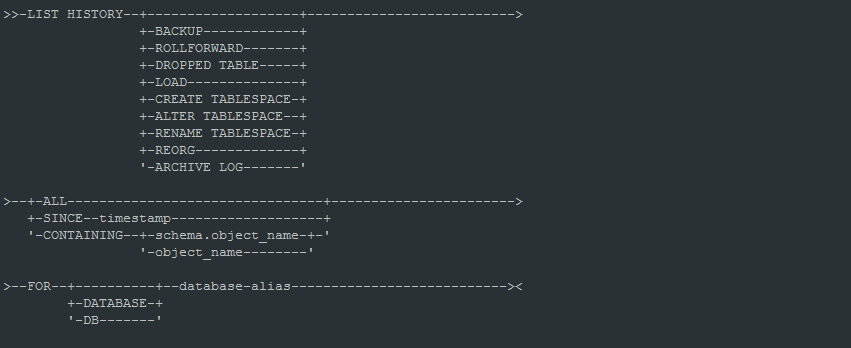 >>-LIST HISTORY--+-------------------+-------------------------->
                 +-BACKUP------------+
                 +-ROLLFORWARD-------+
                 +-DROPPED TABLE-----+
                 +-LOAD--------------+
                 +-CREATE TABLESPACE-+
                 +-ALTER TABLESPACE--+
                 +-RENAME TABLESPACE-+
                 +-REORG-------------+
                 '-ARCHIVE LOG-------'

>--+-ALL--------------------------------+----------------------->
   +-SINCE--timestamp-------------------+
   '-CONTAINING--+-schema.object_name-+-'
                 '-object_name--------'

>--FOR--+----------+--database-alias---------------------------><
        +-DATABASE-+
        '-DB-------'